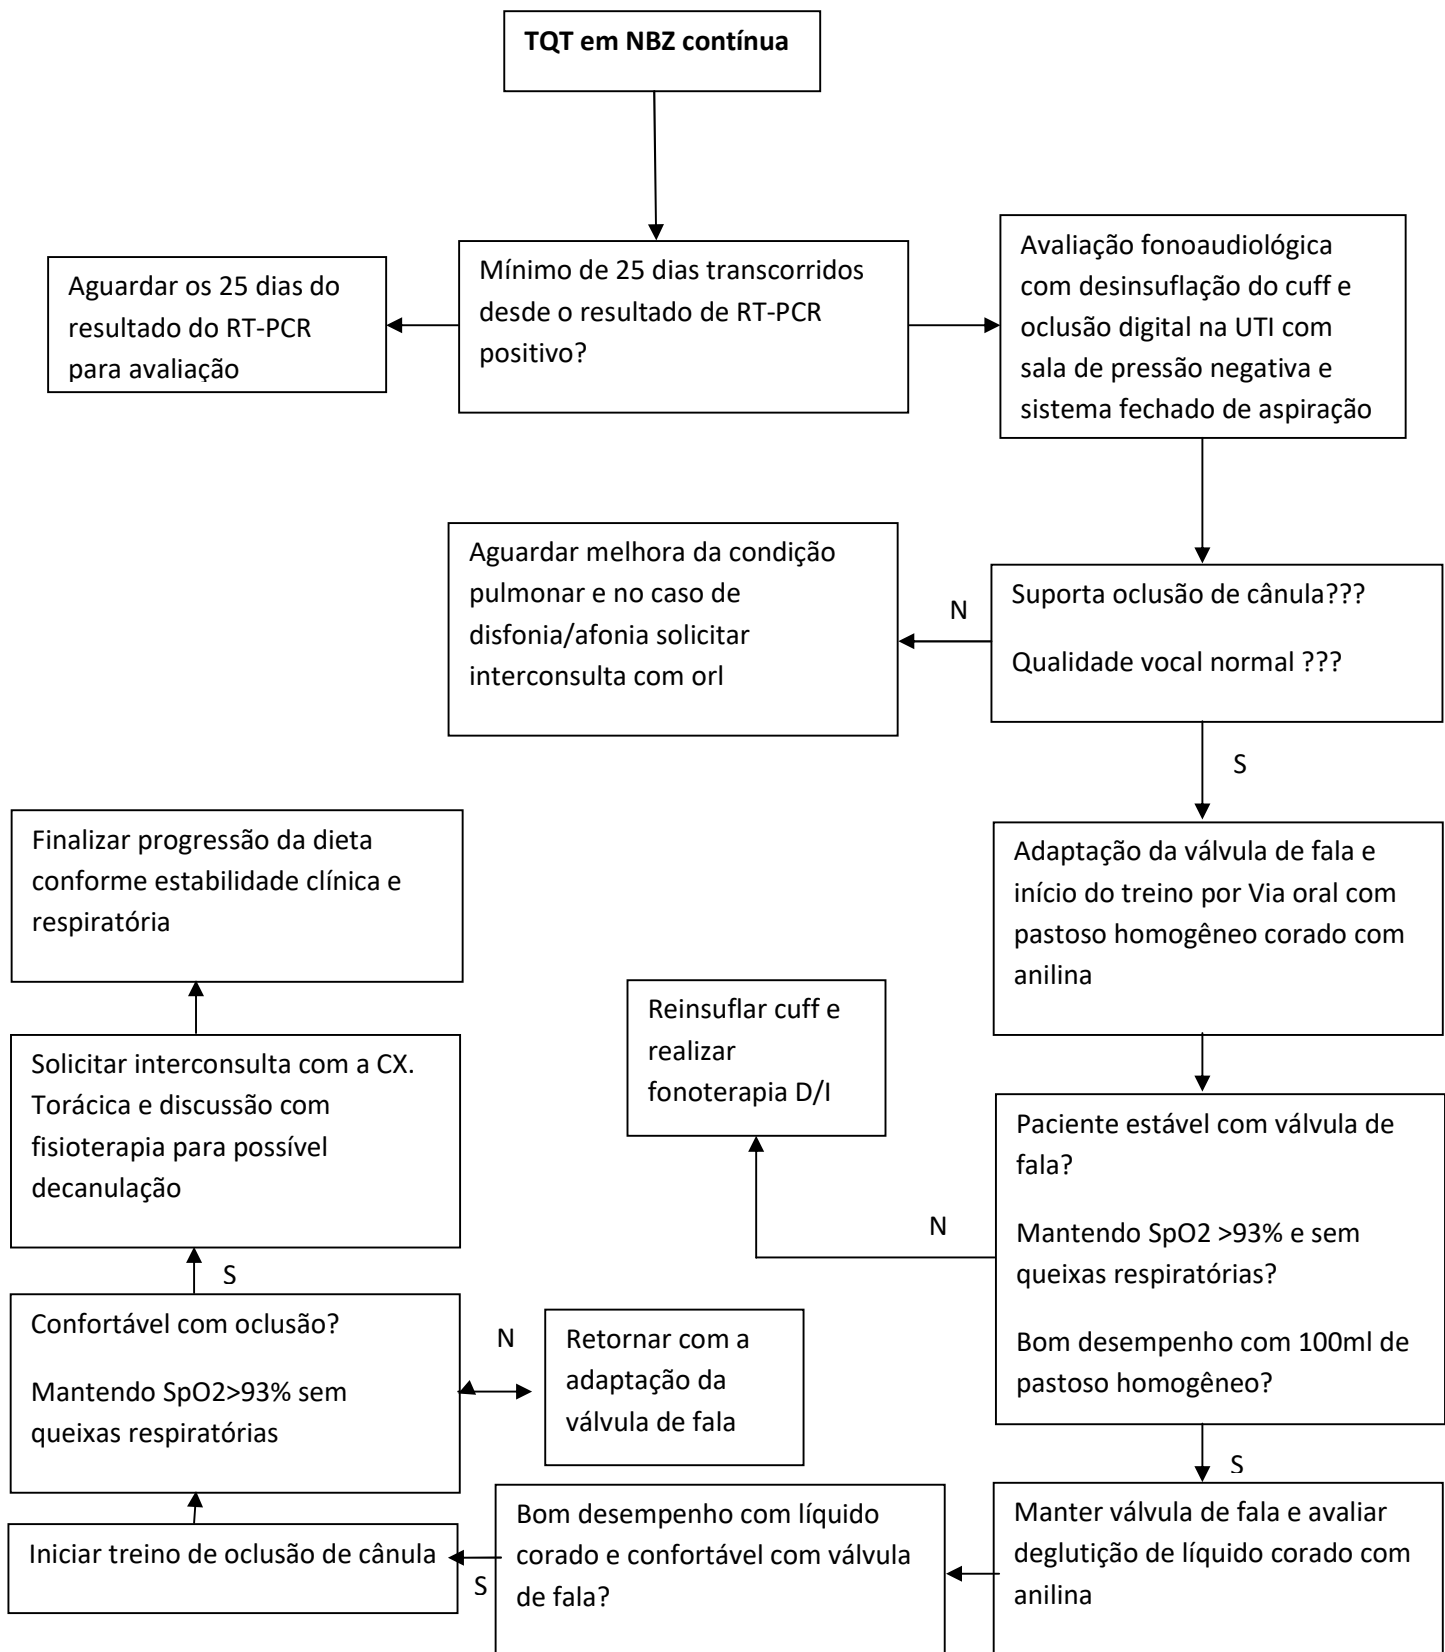 TQT em NBZ contínua
Mínimo de 25 dias transcorridos
desde o resultado de RT-PCR
positivo?
Aguardar os 25 dias do
resultado do RT-PCR
para avaliação
Avaliação fonoaudiológica
com desinsuflação do cuff e
oclusão digital na UTI com
sala de pressão negativa e
sistema fechado de aspiração
Suporta oclusão de cânula???
Qualidade vocal normal ???
N
Aguardar melhora da condição
pulmonar e no caso de
disfonia/afonia solicitar
interconsulta com orl
S
Adaptação da válvula de fala e
início do treino por Via oral com
pastoso homogêneo corado com
anilina
Paciente estável com válvula de
fala?
Mantendo SpO2 >93% e sem
queixas respiratórias?
Bom desempenho com 100ml de
pastoso homogêneo?
N
Reinsuflar cuff e
realizar
fonoterapia D/I
S
Manter válvula de fala e avaliar
deglutição de líquido corado com
anilina
Bom desempenho com líquido
corado e confortável com válvula
de fala?
S
Iniciar treino de oclusão de cânula
Confortável com oclusão?
Mantendo SpO2>93% sem
queixas respiratórias
N
Retornar com a
adaptação da
válvula de fala
S
Solicitar interconsulta com a CX.
Torácica e discussão com
fisioterapia para possível
decanulação
Finalizar progressão da dieta
conforme estabilidade clínica e
respiratória